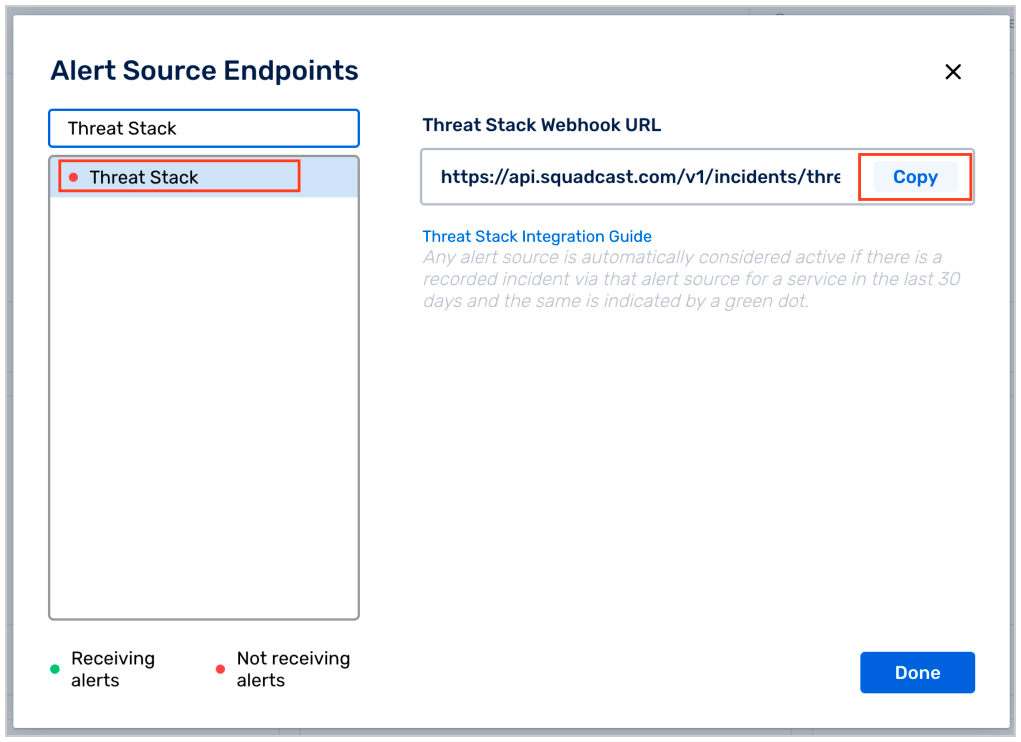 Alert Source Endpoints
Threat Stack
Threat Stack
Threat Stack Webhook URL
https://api.squadcast.com/v1/incidents/thre
Copy
Threat Stack Integration Guide
Any alert source is automatically considered active if there is a
recorded incident via that alert source for a service in the last 30
days and the same is indicated by a green dot.
Receiving
alerts
Not receiving
alerts
Done